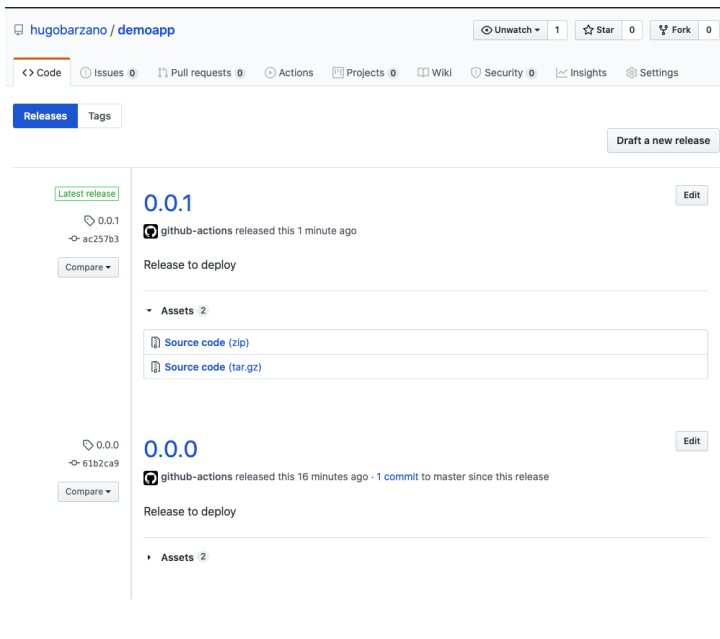 hugobarzano / demoapp
Unwatch 1 Star 0 Fork 0
Code Issues 0 Pull requests 0 Actions Projects 0 Wiki Security 0 Insights Settings
Releases Tags
Draft a new release
Latest release
0.0.1
ac257b3
Compare
0.0.1
Edit
github-actions released this 1 minute ago
Release to deploy
Assets 2
Source code (zip)
Source code (tar.gz)
0.0.0
61b2ca9
Compare
0.0.0
Edit
github-actions released this 16 minutes ago · 1 commit to master since this release
Release to deploy
Assets 2